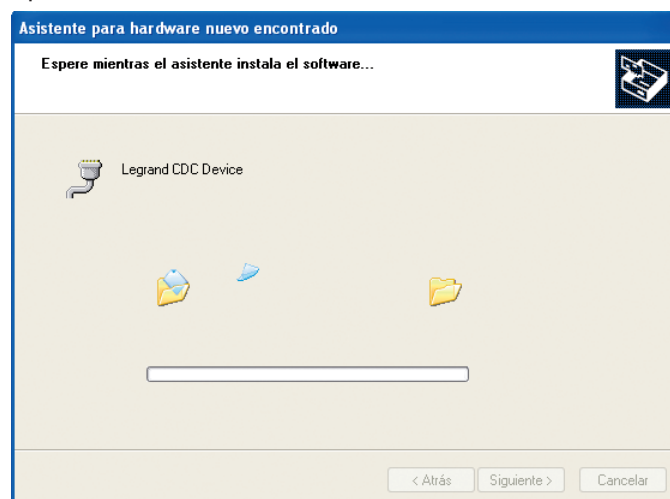 Asistente para hardware nuevo encontrado
Espere mientras el asistente instala el software...
Legrand CDC Device
< Atrás
Siguiente >
Cancelar